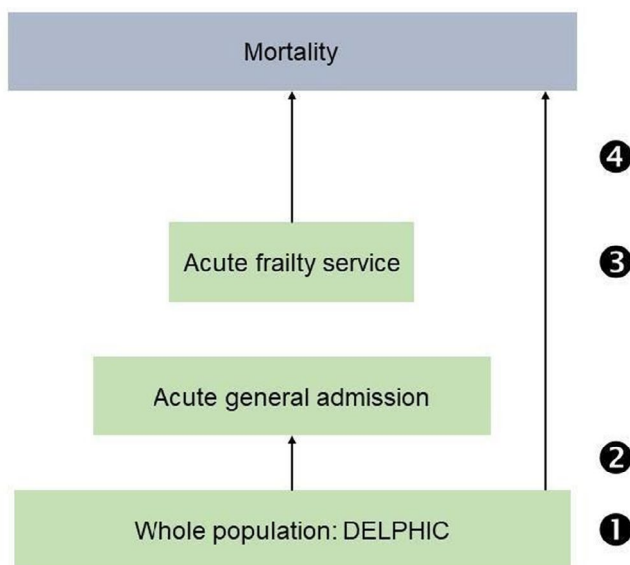 Mortality
❹
Acute frailty service
❸
Acute general admission
❷
Whole population: DELPHIC
❶